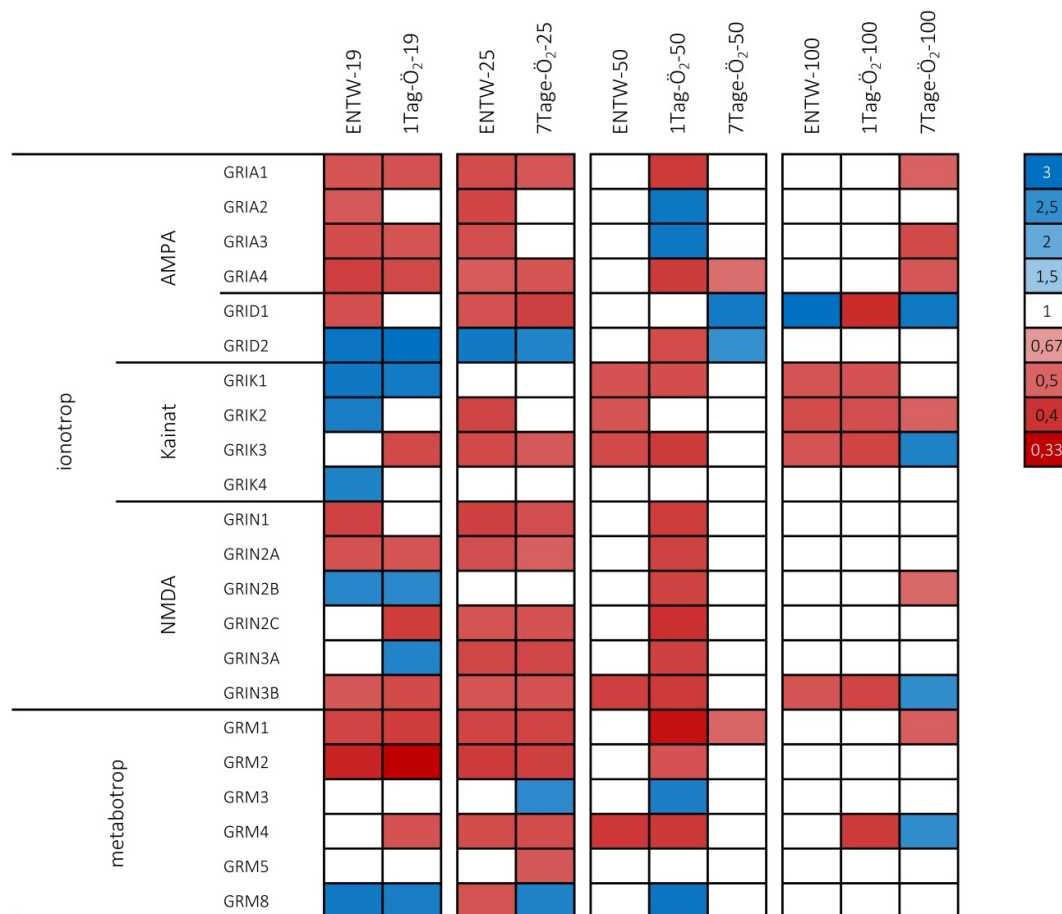 ENTW-19
1Tag-Ö₂-19
ENTW-25
7Tage-Ö₂-25
ENTW-50
1Tag-Ö₂-50
7Tage-Ö₂-50
ENTW-100
1Tag-Ö₂-100
7Tage-Ö₂-100
ionotrop
AMPA
GRIA1
GRIA2
GRIA3
GRIA4
GRID1
GRID2
Kainat
GRIK1
GRIK2
GRIK3
GRIK4
NMDA
GRIN1
GRIN2A
GRIN2B
GRIN2C
GRIN3A
GRIN3B
metabotrop
GRM1
GRM2
GRM3
GRM4
GRM5
GRM8
3
2,5
2
1,5
1
0,67
0,5
0,4
0,33